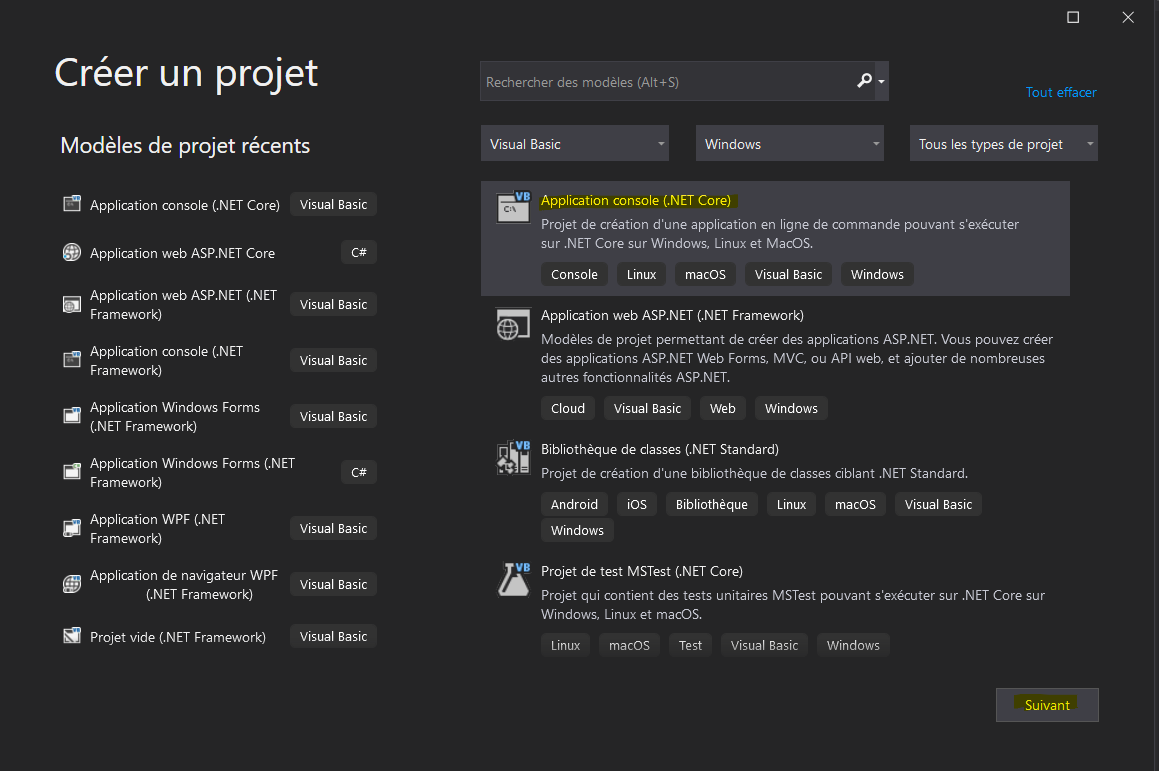 Créer un projet
Rechercher des modèles (Alt+S)
Tout effacer
Modèles de projet récents
Visual Basic
Windows
Tous les types de projet
Application console (.NET Core) Visual Basic
Application web ASP.NET Core C#
Application web ASP.NET (.NET
Framework)
Visual Basic
Application console (.NET
Framework)
Visual Basic
Application Windows Forms
(.NET Framework)
Visual Basic
Application Windows Forms (.NET
Framework)
C#
Application WPF (.NET
Framework)
Visual Basic
Application de navigateur WPF
(.NET Framework)
Visual Basic
Projet vide (.NET Framework) Visual Basic
VB
C:\
Application console (.NET Core)
Projet de création d'une application en ligne de commande pouvant s'exécuter
sur .NET Core sur Windows, Linux et MacOS.
Console Linux macOS Visual Basic Windows
Application web ASP.NET (.NET Framework)
Modèles de projet permettant de créer des applications ASP.NET. Vous pouvez créer
des applications ASP.NET Web Forms, MVC, ou API web, et ajouter de nombreuses
autres fonctionnalités ASP.NET.
Cloud Visual Basic Web Windows
VB
Bibliothèque de classes (.NET Standard)
Projet de création d'une bibliothèque de classes ciblant .NET Standard.
Android iOS Bibliothèque Linux macOS Visual Basic
Windows
VB
Projet de test MSTest (.NET Core)
Projet qui contient des tests unitaires MSTest pouvant s'exécuter sur .NET Core sur
Windows, Linux et macOS.
Linux macOS Test Visual Basic Windows
Suivant